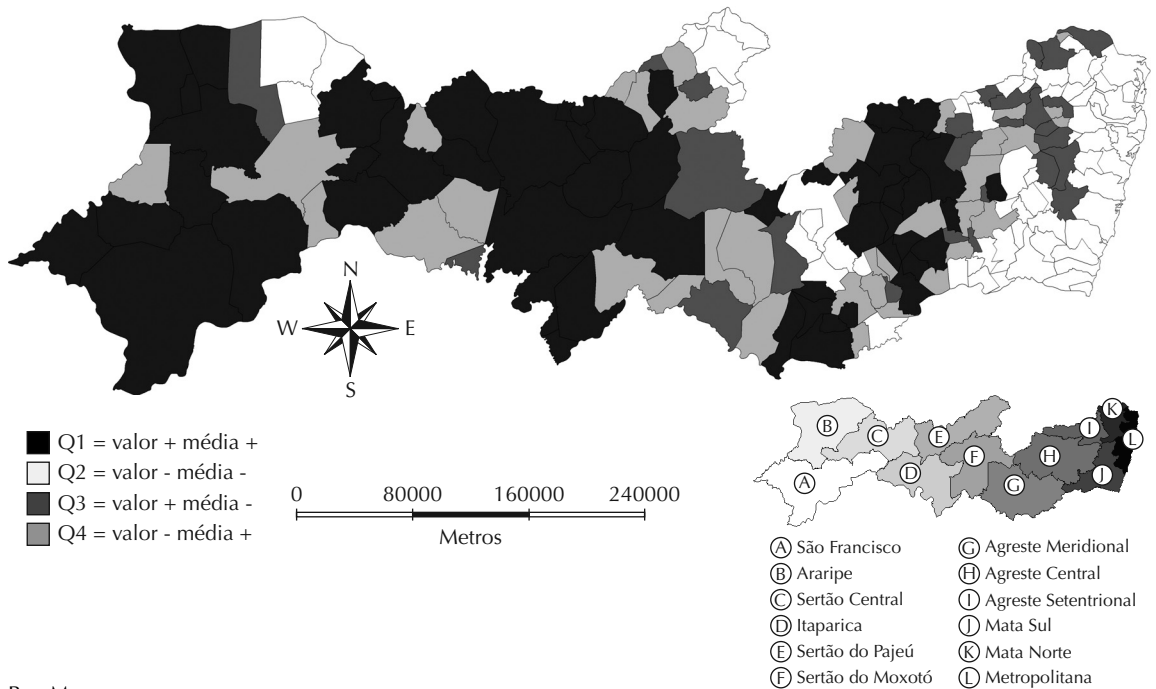 N
W E
S
Q1 = valor + média +
Q2 = valor - média -
Q3 = valor + média -
Q4 = valor - média +
0 80000 160000 240000
Metros
B
C
E
A
D
F
G
H
I
K
L
J
A São Francisco
B Araripe
C Sertão Central
D Itaparica
E Sertão do Pajeú
F Sertão do Moxotó
G Agreste Meridional
H Agreste Central
I Agreste Setentrional
J Mata Sul
K Mata Norte
L Metropolitana